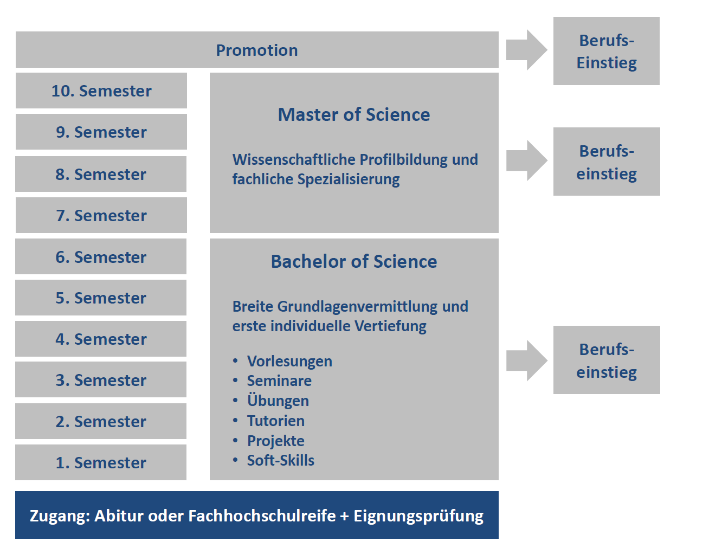 Promotion
Berufs-
Einstieg
10. Semester
9. Semester
8. Semester
7. Semester
6. Semester
5. Semester
4. Semester
3. Semester
2. Semester
1. Semester
Master of Science
Wissenschaftliche Profilbildung und
fachliche Spezialisierung
Berufs-
einstieg
Bachelor of Science
Breite Grundlagenvermittlung und
erste individuelle Vertiefung
• Vorlesungen
• Seminare
• Übungen
• Tutorien
• Projekte
• Soft-Skills
Berufs-
einstieg
Zugang: Abitur oder Fachhochschulreife + Eignungsprüfung